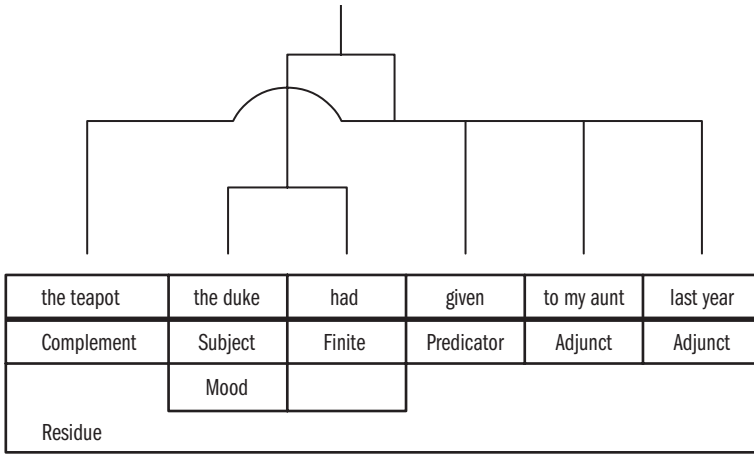 the teapot the duke had given to my aunt last year
Complement Subject Finite Predicator Adjunct Adjunct
Mood
Residue